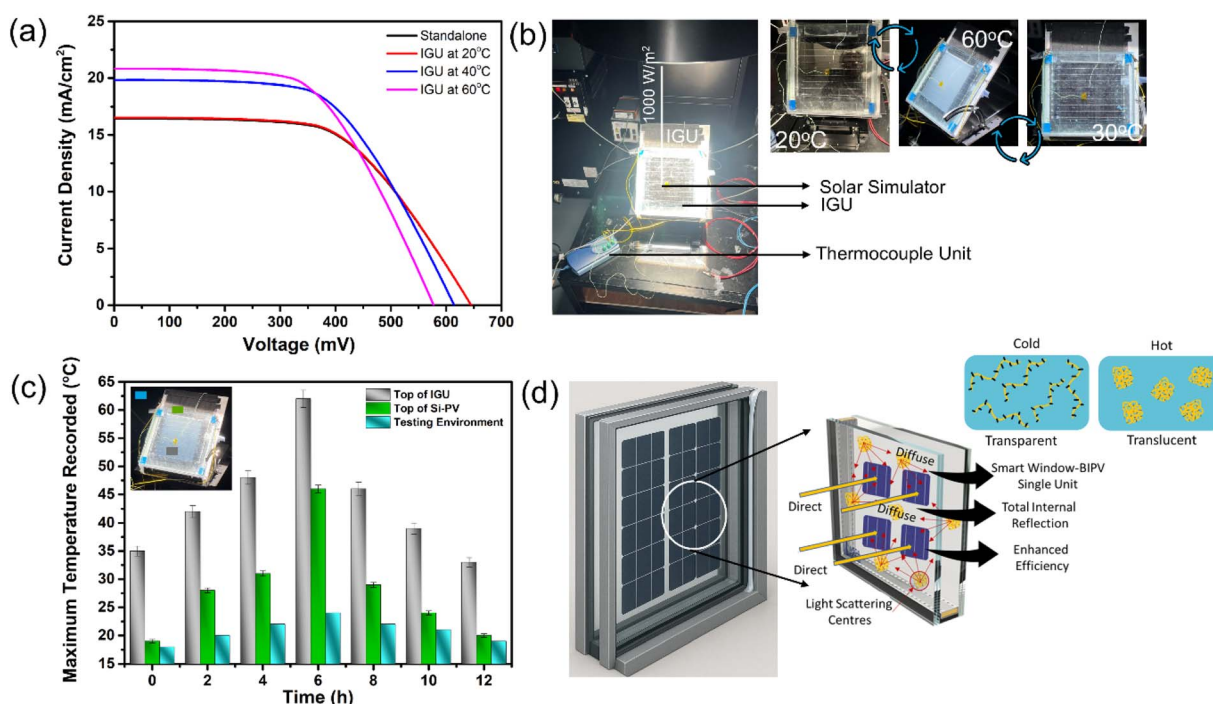 (a)
Standalone
IGU at 20°C
IGU at 40°C
IGU at 60°C
Current Density (mA/cm²)
25
20
15
10
5
0
0 100 200 300 400 500 600 700
Voltage (mV)
(b)
1000 W/m²
IGU
20°C
60°C
30°C
Solar Simulator
IGU
Thermocouple Unit
(c)
Top of IGU
Top of Si-PV
Testing Environment
Maximum Temperature Recorded (°C)
65
60
55
50
45
40
35
30
25
20
15
0 2 4 6 8 10 12
Time (h)
(d)
Cold
Hot
Transparent
Translucent
Diffuse
Direct
Diffuse
Direct
Smart Window-BIPV
Single Unit
Total Internal
Reflection
Enhanced
Efficiency
Light Scattering
Centres